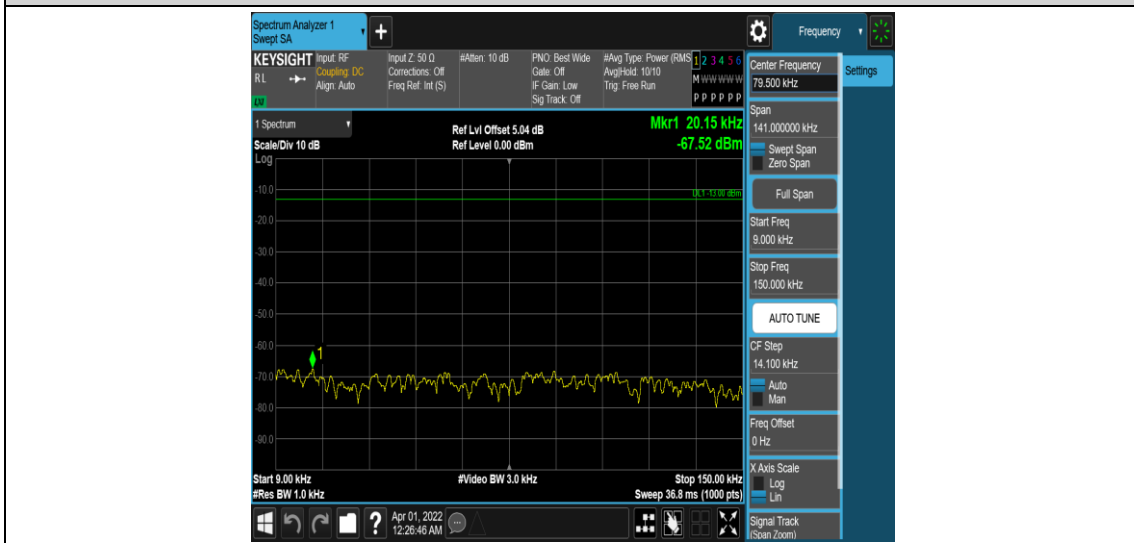 Spectrum Analyzer 1
Swept SA
+
Frequency
KEYSIGHT
RL
LXI
Input: RF
Coupling: DC
Align: Auto
Input Z: 50 Ω
Corrections: Off
Freq Ref: Int (S)
#Atten: 10 dB
PNO: Best Wide
Gate: Off
IF Gain: Low
Sig Track: Off
#Avg Type: Power (RMS
Avg|Hold: 10/10
Trig: Free Run
1 2 3 4 5 6
M W W W W W
P P P P P P
1 Spectrum
Scale/Div 10 dB
Log
Ref Lvl Offset 5.04 dB
Ref Level 0.00 dBm
Mkr1 20.15 kHz
-67.52 dBm
DL1 -13.00 dBm
-10.0
-20.0
-30.0
-40.0
-50.0
-60.0
-70.0
-80.0
-90.0
1
Start 9.00 kHz
#Res BW 1.0 kHz
#Video BW 3.0 kHz
Stop 150.00 kHz
Sweep 36.8 ms (1000 pts)
?
Apr 01, 2022
12:26:46 AM
Center Frequency
79.500 kHz
Settings
Span
141.000000 kHz
Swept Span
Zero Span
Full Span
Start Freq
9.000 kHz
Stop Freq
150.000 kHz
AUTO TUNE
CF Step
14.100 kHz
Auto
Man
Freq Offset
0 Hz
X Axis Scale
Log
Lin
Signal Track
(Span Zoom)